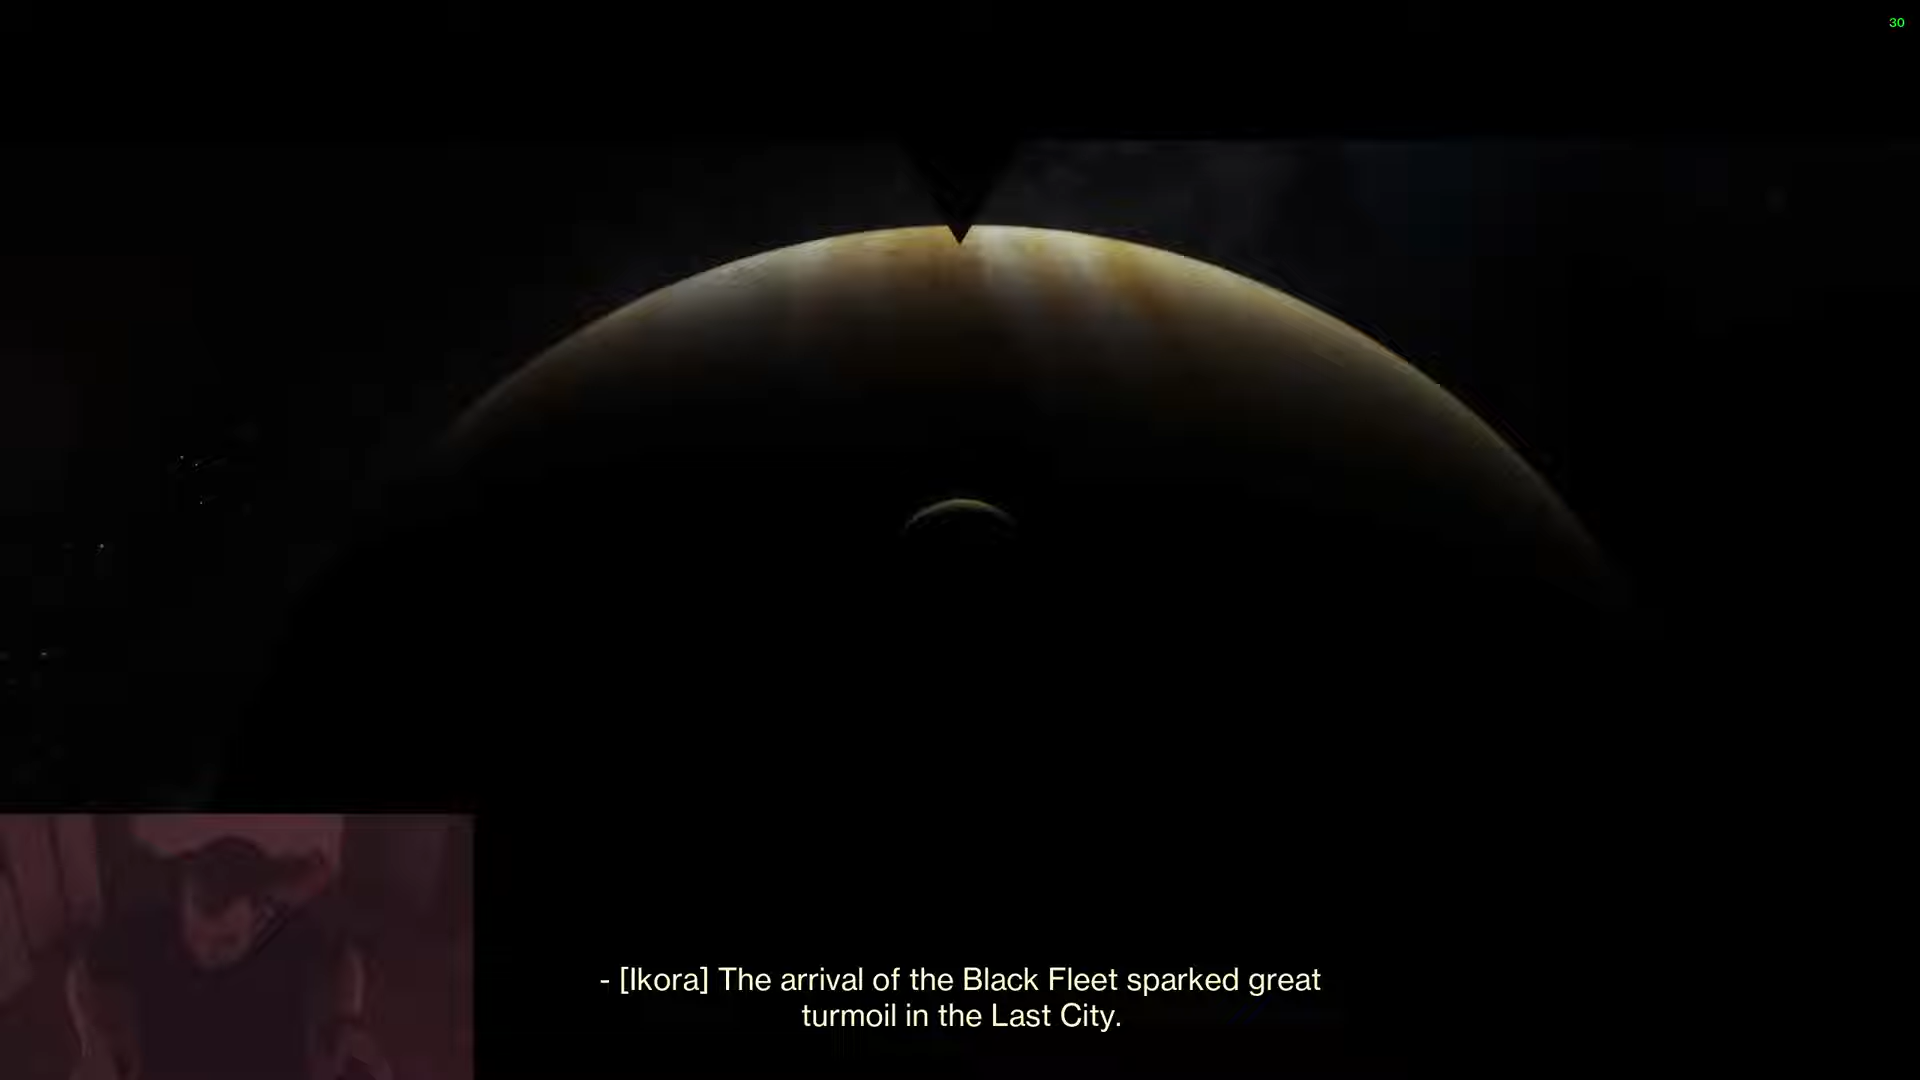 30
- [Ikora] The arrival of the Black Fleet sparked great
turmoil in the Last City.